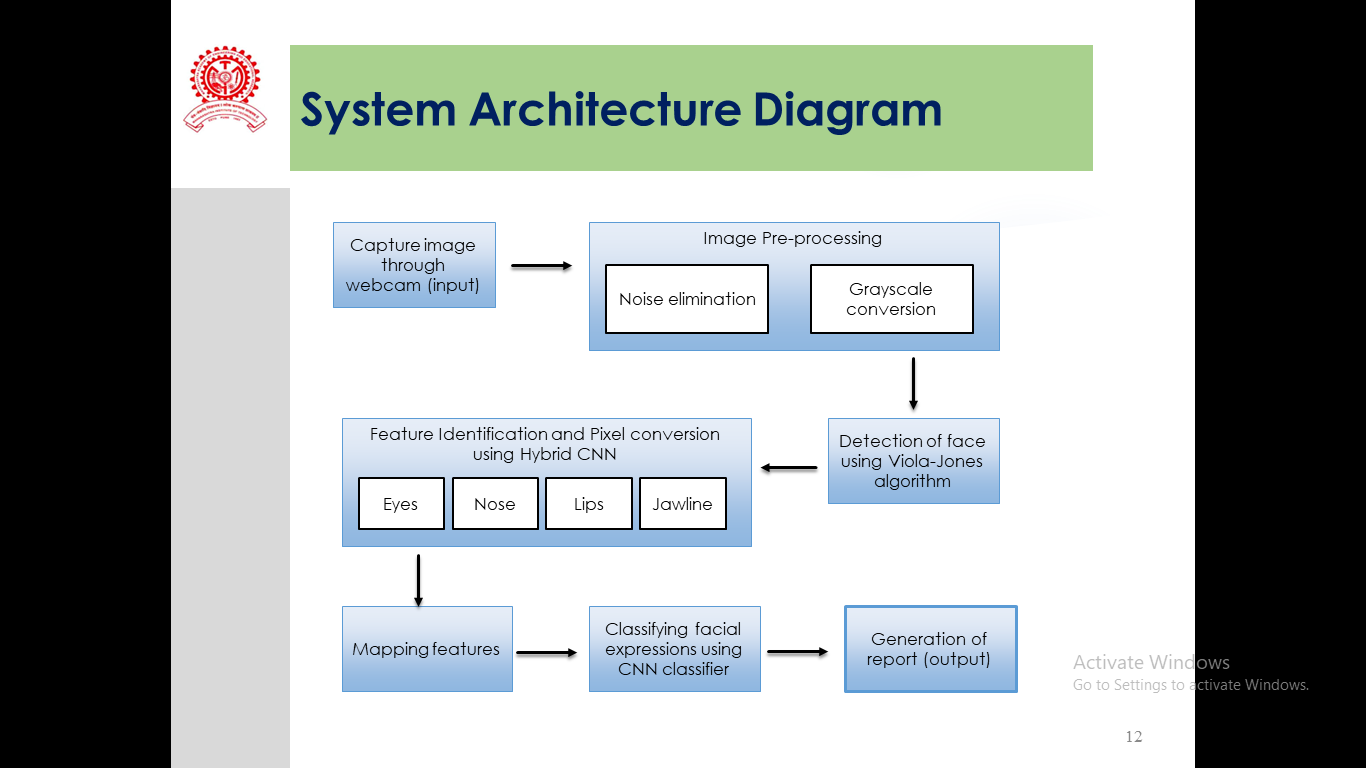 System Architecture Diagram
Capture image
through
webcam (input)
Image Pre-processing
Noise elimination
Grayscale
conversion
Detection of face
using Viola-Jones
algorithm
Feature Identification and Pixel conversion
using Hybrid CNN
Eyes
Nose
Lips
Jawline
Mapping features
Classifying facial
expressions using
CNN classifier
Generation of
report (output)
Activate Windows
Go to Settings to activate Windows.
12